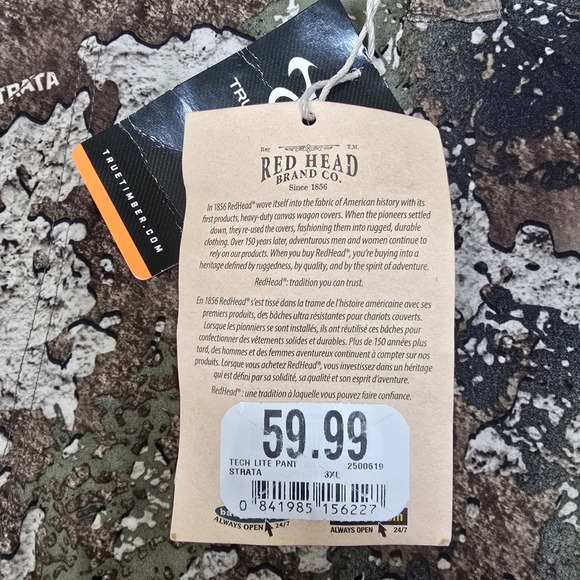 STRATA
TRU
TRUETIMBER.COM
Reg. T.M.
RED HEAD
BRAND CO.
Since 1856
In 1856 RedHead® wove itself into the fabric of American history with its
first products, heavy-duty canvas wagon covers. When the pioneers settled
down, they re-used the covers, fashioning them into rugged, durable
clothing. Over 150 years later, adventurous men and women continue to
rely on our products. When you buy RedHead®, you're buying into a
heritage defined by ruggedness, by quality, and by the spirit of adventure.
RedHead®: tradition you can trust.
En 1856 RedHead® s'est tissé dans la trame de l'histoire américaine avec ses
premiers produits, des bâches ultra résistantes pour chariots couverts.
Lorsque les pionniers se sont installés, ils ont réutilisé ces bâches pour
confectionner des vêtements solides et durables. Plus de 150 années plus
tard, des hommes et des femmes aventureux continuent à compter sur nos
produits. Lorsque vous achetez RedHead®, vous investissez dans un héritage
qui est défini par sa solidité, sa qualité et son esprit d'aventure.
RedHead® : une tradition à laquelle vous pouvez faire confiance.
59.99
TECH LITE PANT 2500619
STRATA 3XL
0 841985 156227
ALWAYS OPEN 24/7 ALWAYS OPEN 24/7